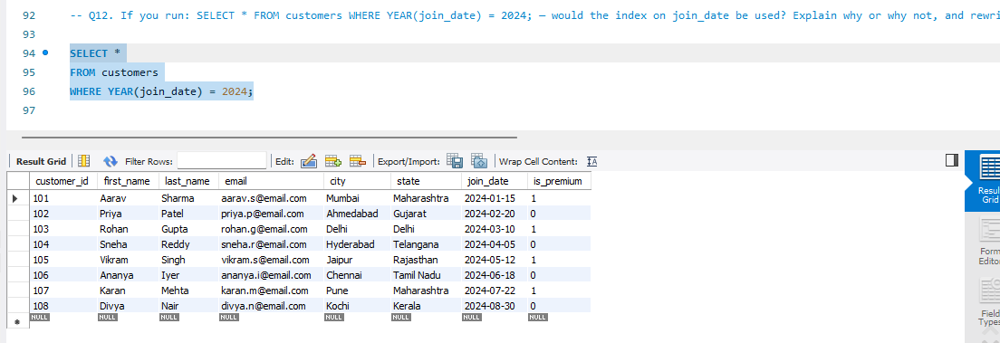 92 -- Q12. If you run: SELECT * FROM customers WHERE YEAR(join_date) = 2024; — would the index on join_date be used? Explain why or why not, and rewri
93
94 SELECT *
95 FROM customers
96 WHERE YEAR(join_date) = 2024;
97
Result Grid Filter Rows: Edit: Export/Import: Wrap Cell Content: IA
customer_id first_name last_name email city state join_date is_premium
101 Aarav Sharma aarav.s@email.com Mumbai Maharashtra 2024-01-15 1
102 Priya Patel priya.p@email.com Ahmedabad Gujarat 2024-02-20 0
103 Rohan Gupta rohan.g@email.com Delhi Delhi 2024-03-10 1
104 Sneha Reddy sneha.r@email.com Hyderabad Telangana 2024-04-05 0
105 Vikram Singh vikram.s@email.com Jaipur Rajasthan 2024-05-12 1
106 Ananya Iyer ananya.i@email.com Chennai Tamil Nadu 2024-06-18 0
107 Karan Mehta karan.m@email.com Pune Maharashtra 2024-07-22 1
108 Divya Nair divya.n@email.com Kochi Kerala 2024-08-30 0
NULL NULL NULL NULL NULL NULL NULL NULL
Result
Grid
Form
Editor
Field
Types